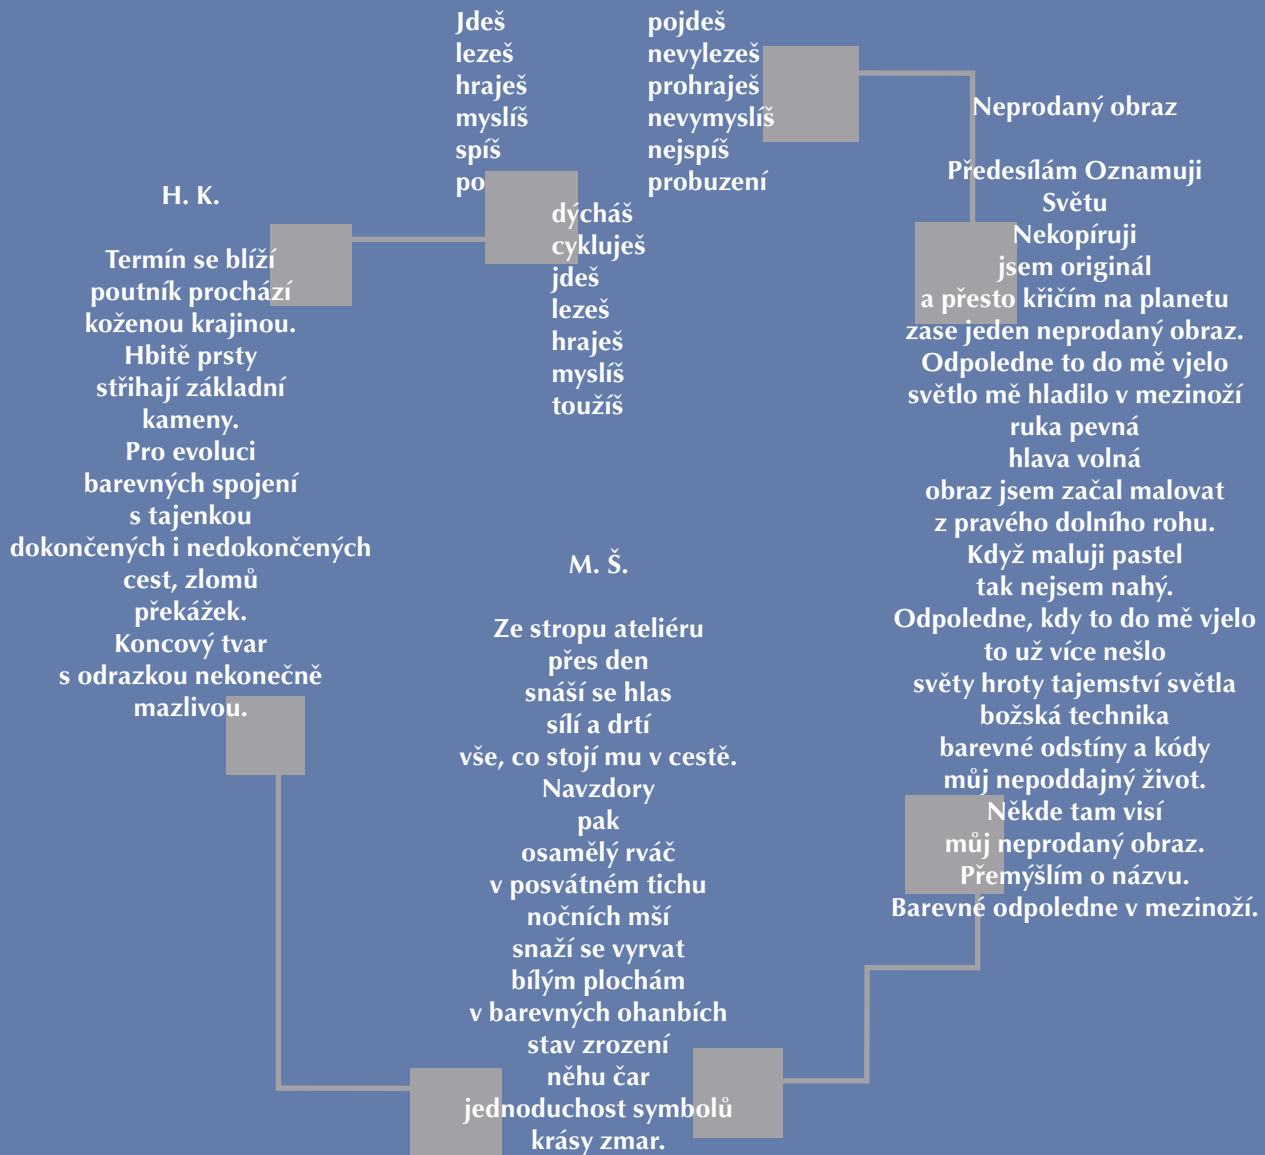 Jdeš pojdeš
lezeš nevylezeš
hraješ prohraješ
myslíš nevymyslíš
spíš nejspíš
po probuzení
dýcháš
cykluješ
jdeš
lezeš
hraješ
myslíš
toužíš
H. K.
Termín se blíží
poutník prochází
koženou krajinou.
Hbitě prsty
střihají základní
kameny.
Pro evoluci
barevných spojení
s tajenkou
dokončených i nedokončených
cest, zlomů
překážek.
Koncový tvar
s odrazkou nekonečně
mazlivou.
M. Š.
Ze stropu ateliéru
přes den
snáší se hlas
sílí a drtí
vše, co stojí mu v cestě.
Navzdory
pak
osamělý rváč
v posvátném tichu
nočních mší
snaží se vyrvat
bílým plochám
v barevných ohanbích
stav zrození
něhu čar
jednoduchost symbolů
krásy zmar.
Neprodaný obraz
Předesílám Oznamuji
Světu
Nekopíruji
jsem originál
a přesto křičím na planetu
zase jeden neprodaný obraz.
Odpoledne to do mě vjelo
světlo mě hladilo v mezinoží
ruka pevná
hlava volná
obraz jsem začal malovat
z pravého dolního rohu.
Když maluji pastel
tak nejsem nahý.
Odpoledne, kdy to do mě vjelo
to už více nešlo
světy hroty tajemství světla
božská technika
barevné odstíny a kódy
můj nepoddajný život.
Někde tam visí
můj neprodaný obraz.
Přemýšlím o názvu.
Barevné odpoledne v mezinoží.